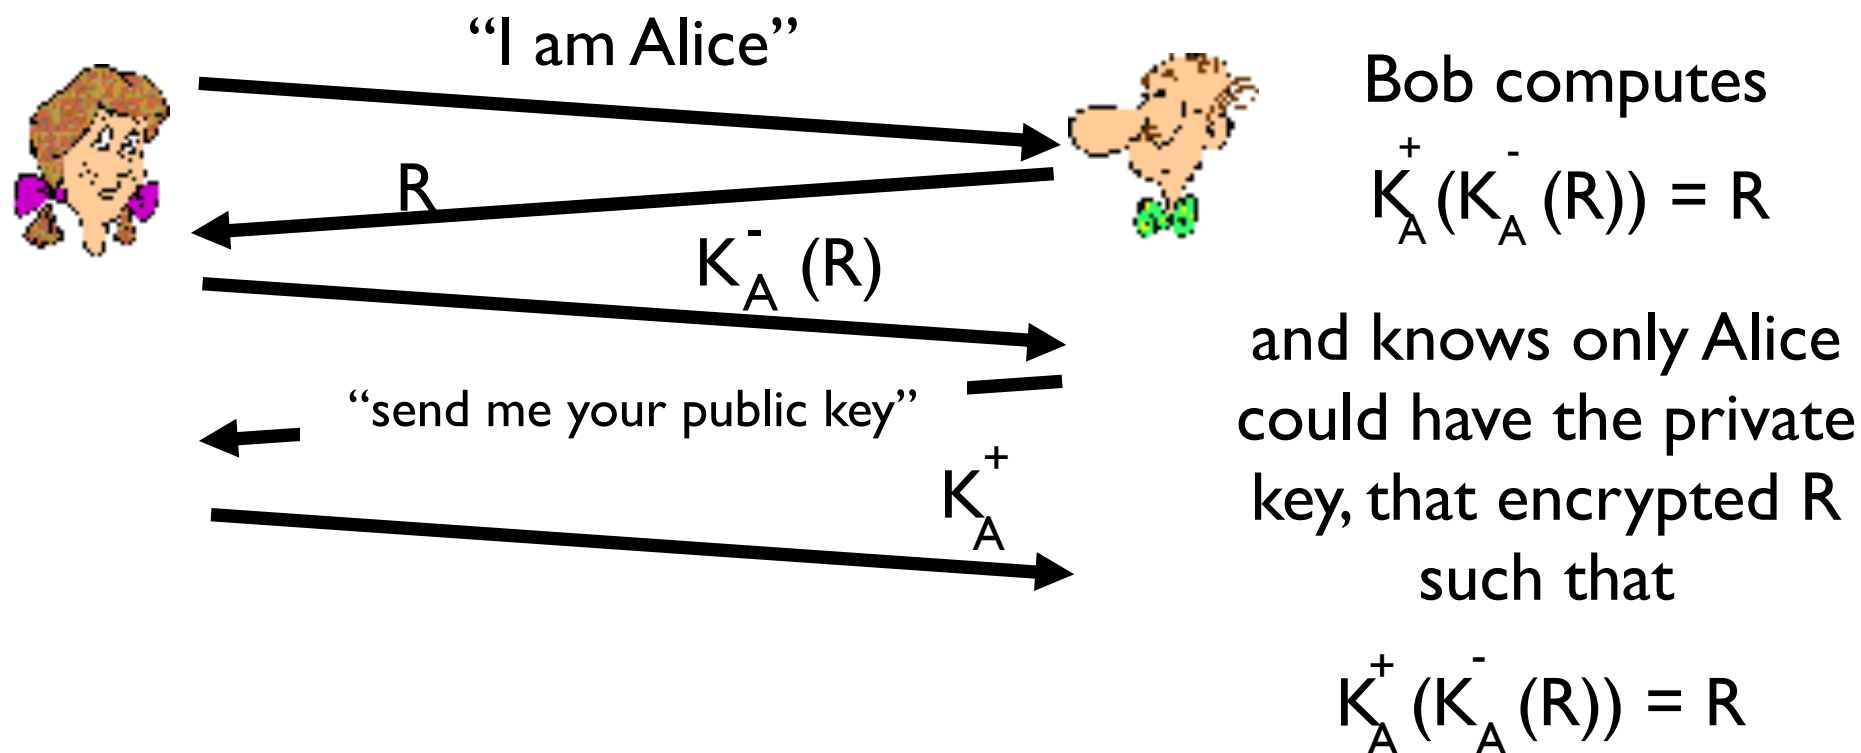 “I am Alice”
R
K_A^- (R)
“send me your public key”
K_A^+
Bob computes
K_A^+ (K_A^- (R)) = R
and knows only Alice
could have the private
key, that encrypted R
such that
K_A^+ (K_A^- (R)) = R